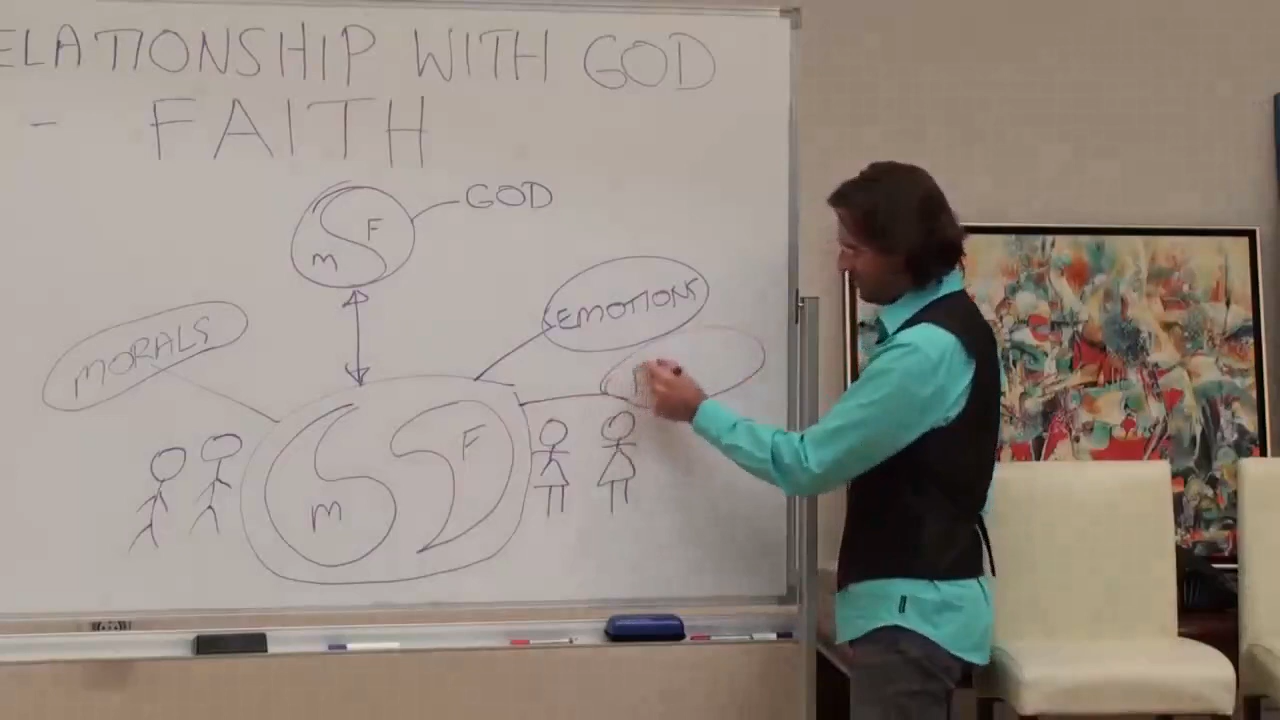 ELATIONSHIP WITH GOD
- FAITH
GOD
F
M
EMOTIONS
MORALS
F
M